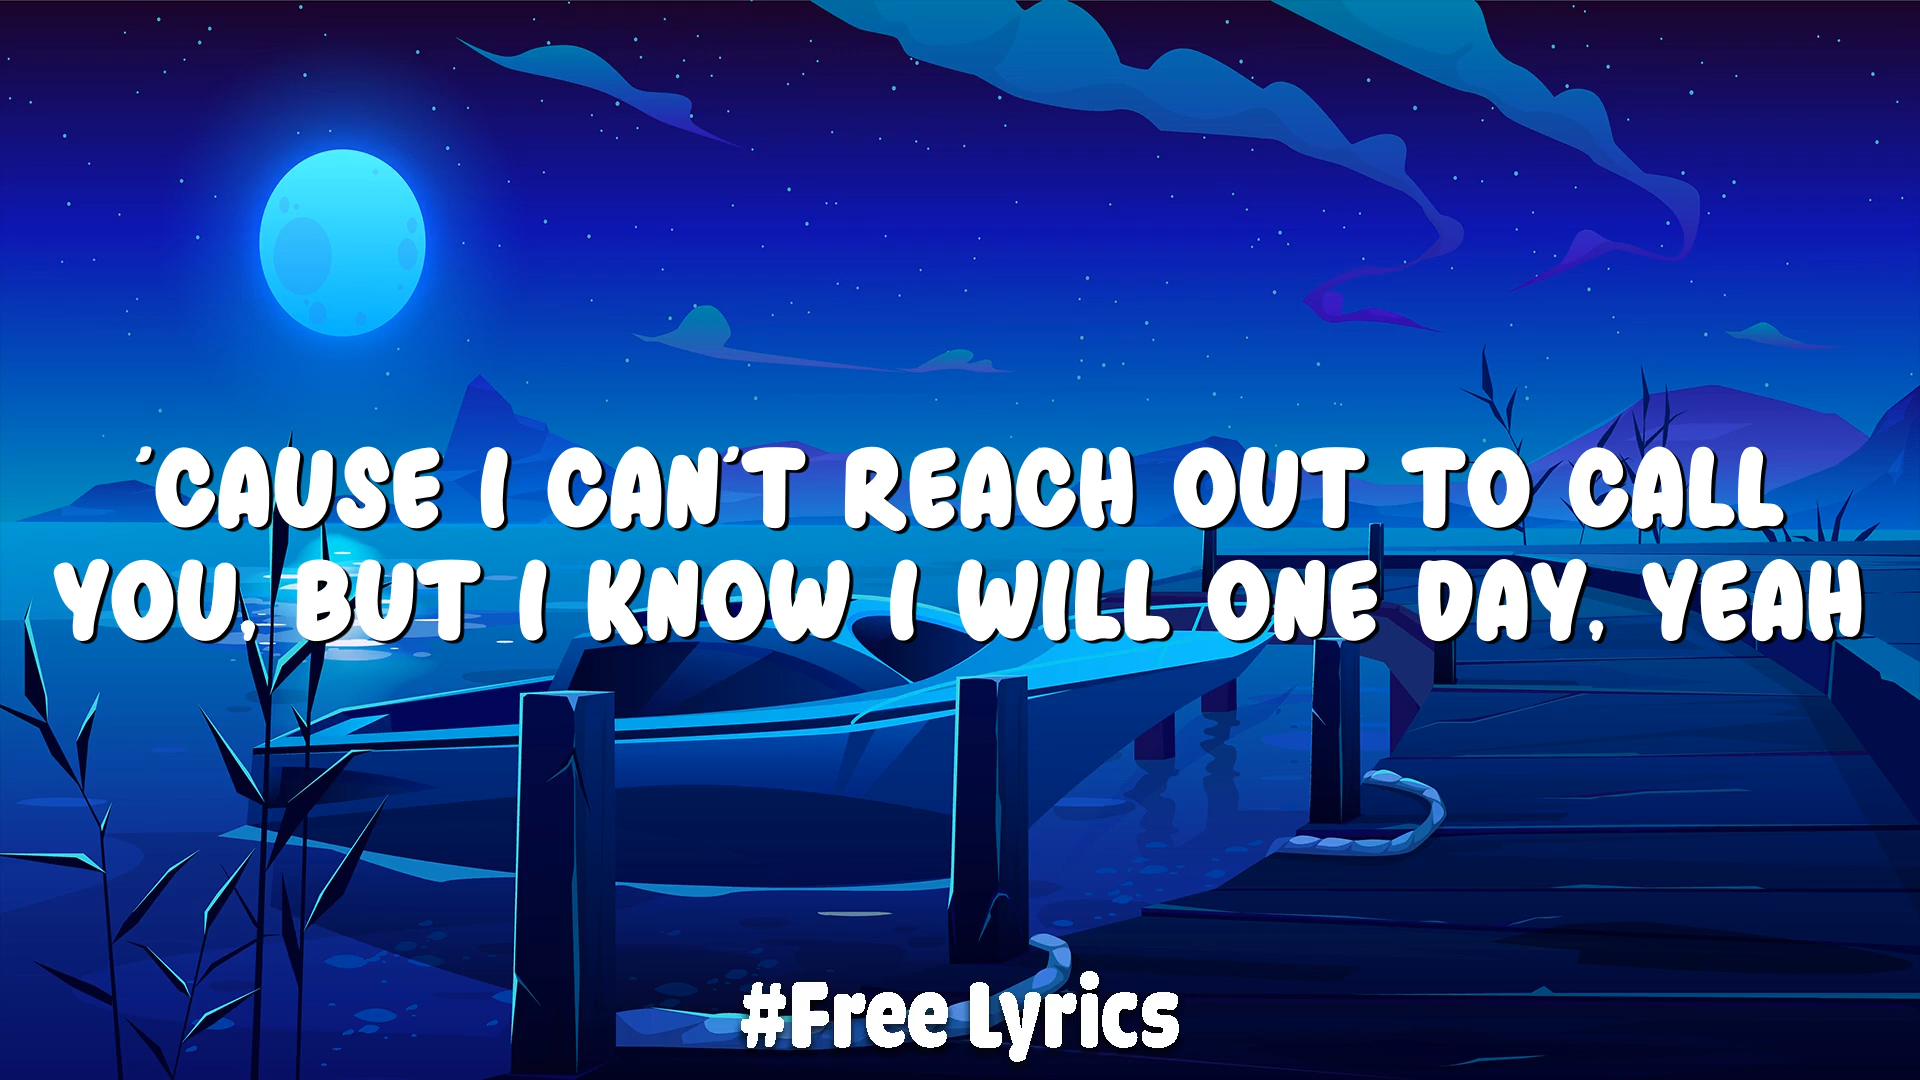 'CAUSE I CAN'T REACH OUT TO CALL
YOU, BUT I KNOW I WILL ONE DAY, YEAH
#Free Lyrics